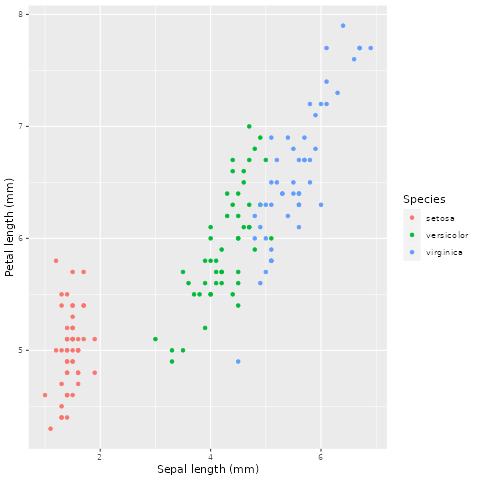 8
7
6
5
Petal length (mm)
2
4
6
Sepal length (mm)
Species
setosa
versicolor
virginica